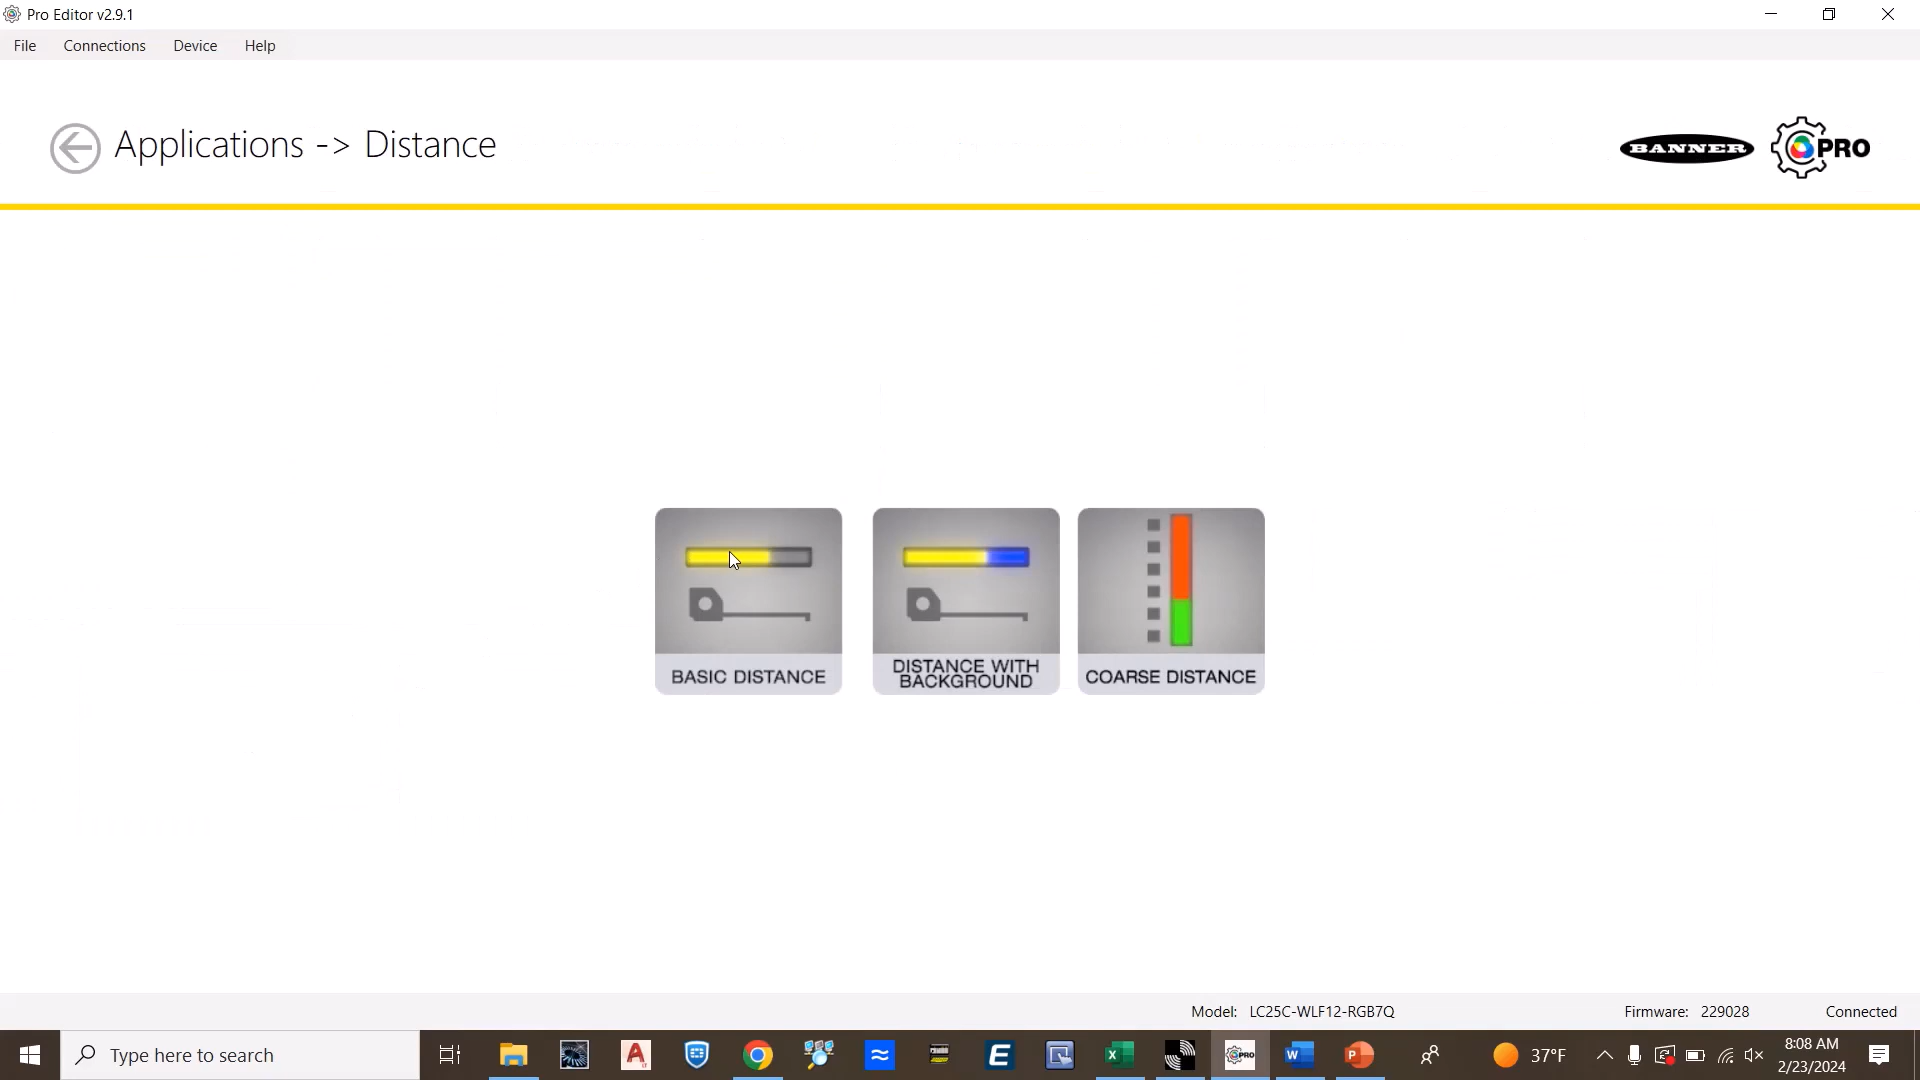 Pro Editor v2.9.1
File Connections Device Help
Applications -> Distance
BANNER PRO
BASIC DISTANCE
DISTANCE WITH
BACKGROUND
COARSE DISTANCE
Model: LC25C-WLF12-RGB7Q Firmware: 229028 Connected
Type here to search
37°F
8:08 AM
2/23/2024